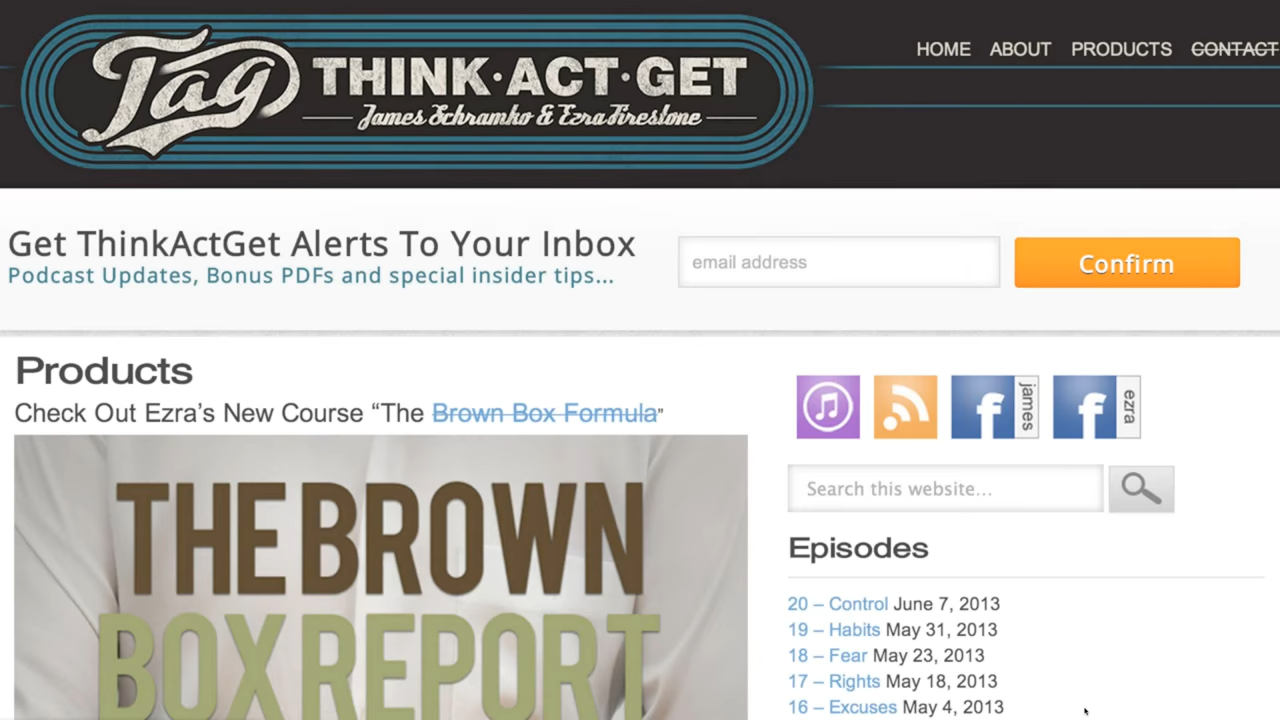 Tag THINK·ACT·GET
James Schramko & Ezra Firestone
HOME ABOUT PRODUCTS CONTACT
Get ThinkActGet Alerts To Your Inbox
Podcast Updates, Bonus PDFs and special insider tips...
email address
Confirm
Products
Check Out Ezra’s New Course “The Brown Box Formula”
THE BROWN
BOX REPORT
james
ezra
Search this website...
Episodes
20 – Control June 7, 2013
19 – Habits May 31, 2013
18 – Fear May 23, 2013
17 – Rights May 18, 2013
16 – Excuses May 4, 2013